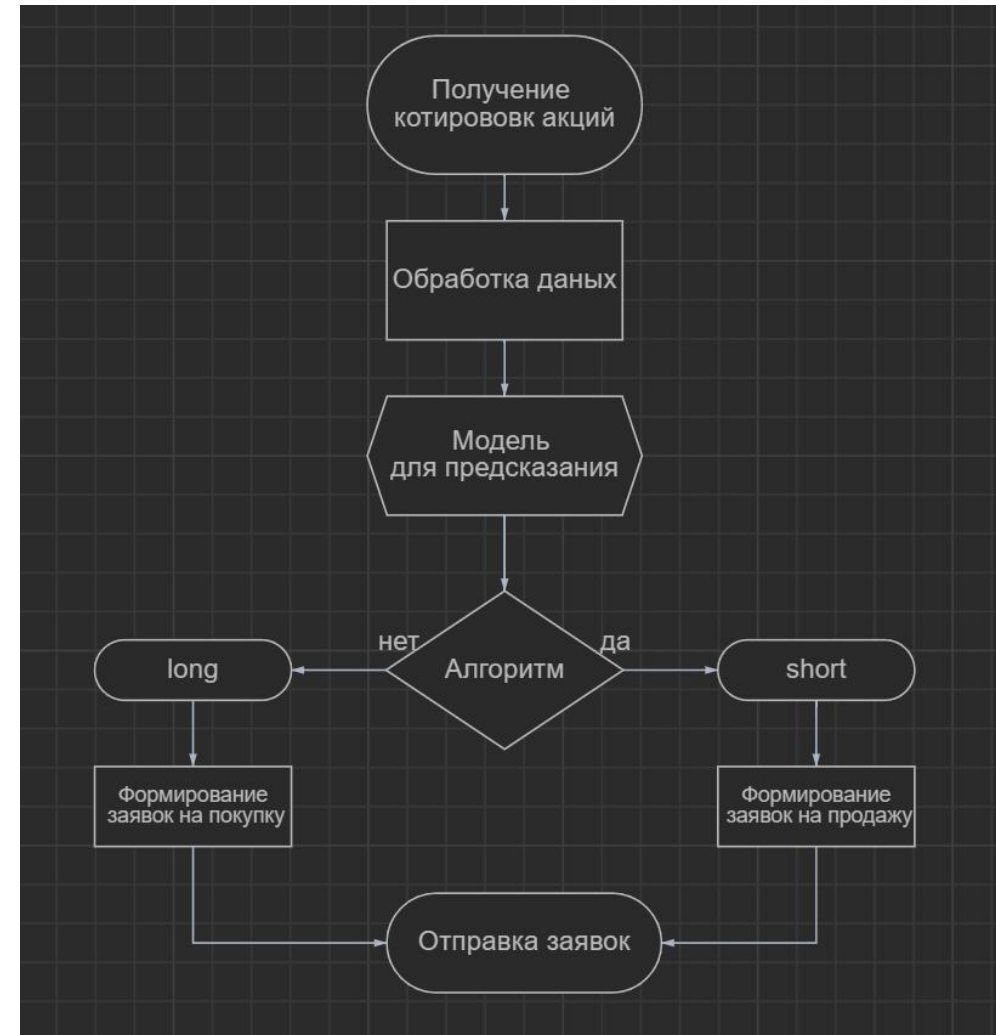 Получение
котирововк акций
Обработка даных
Модель
для предсказания
нет
да
long
Алгоритм
short
Формирование
заявок на покупку
Формирование
заявок на продажу
Отправка заявок